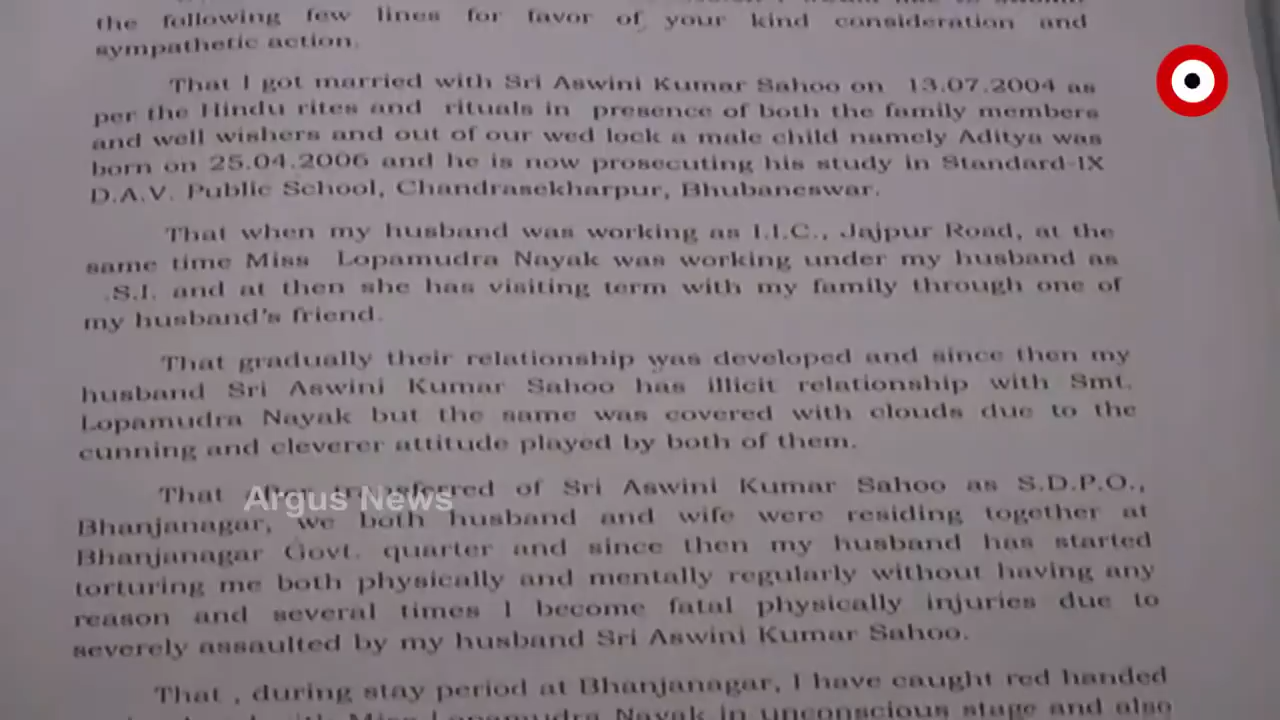 the following few lines for favor of your kind consideration and
sympathetic action.
That I got married with Sri Aswini Kumar Sahoo on 13.07.2004 as
per the Hindu rites and rituals in presence of both the family members
and well wishers and out of our wed lock a male child namely Aditya was
born on 25.04.2006 and he is now prosecuting his study in Standard-IX
D.A.V. Public School, Chandrasekharpur, Bhubaneswar.
That when my husband was working as I.I.C., Jajpur Road, at the
same time Miss Lopamudra Nayak was working under my husband as
.S.I. and at then she has visiting term with my family through one of
my husband's friend.
That gradually their relationship was developed and since then my
husband Sri Aswini Kumar Sahoo has illicit relationship with Smt.
Lopamudra Nayak but the same was covered with clouds due to the
cunning and cleverer attitude played by both of them.
That after transferred of Sri Aswini Kumar Sahoo as S.D.P.O.,
Argus News
Bhanjanagar, we both husband and wife were residing together at
Bhanjanagar Govt. quarter and since then my husband has started
torturing me both physically and mentally regularly without having any
reason and several times I become fatal physically injuries due to
severely assaulted by my husband Sri Aswini Kumar Sahoo.
That , during stay period at Bhanjanagar, I have caught red handed
with Miss Lopamudra Nayak in unconscious stage and also